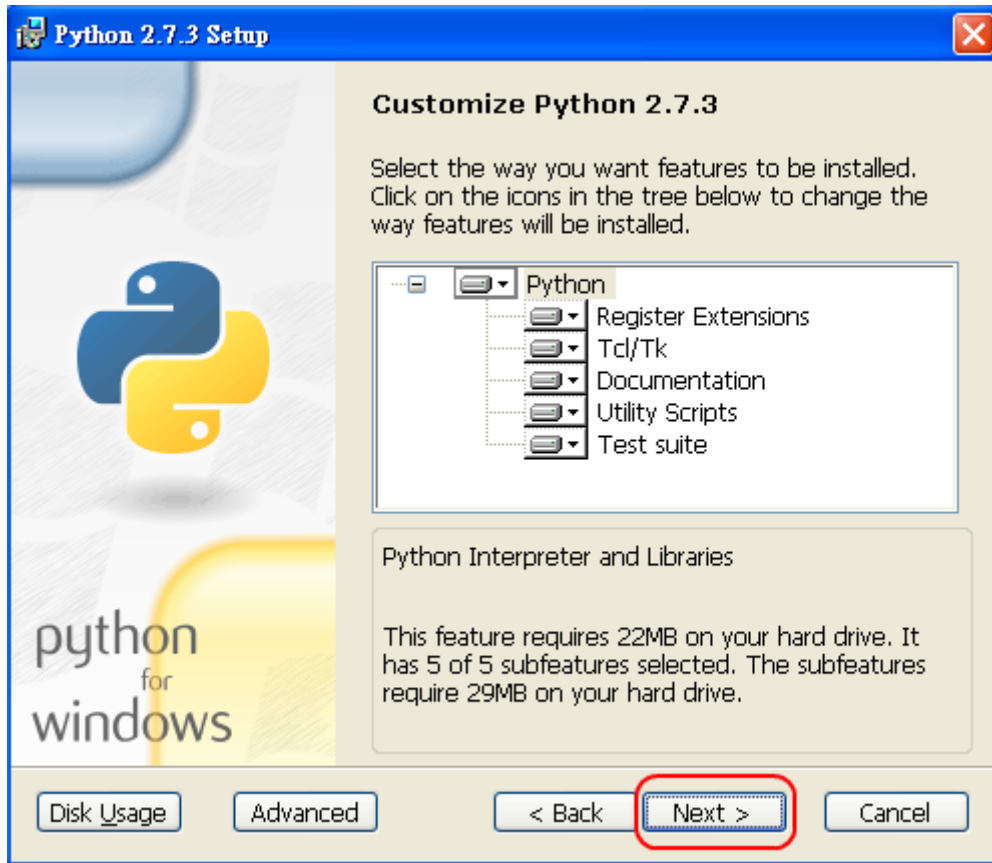 Python 2.7.3 Setup
Customize Python 2.7.3
Select the way you want features to be installed.
Click on the icons in the tree below to change the
way features will be installed.
Python
Register Extensions
Tcl/Tk
Documentation
Utility Scripts
Test suite
Python Interpreter and Libraries
This feature requires 22MB on your hard drive. It
has 5 of 5 subfeatures selected. The subfeatures
require 29MB on your hard drive.
python
for
windows
Disk Usage
Advanced
< Back
Next >
Cancel